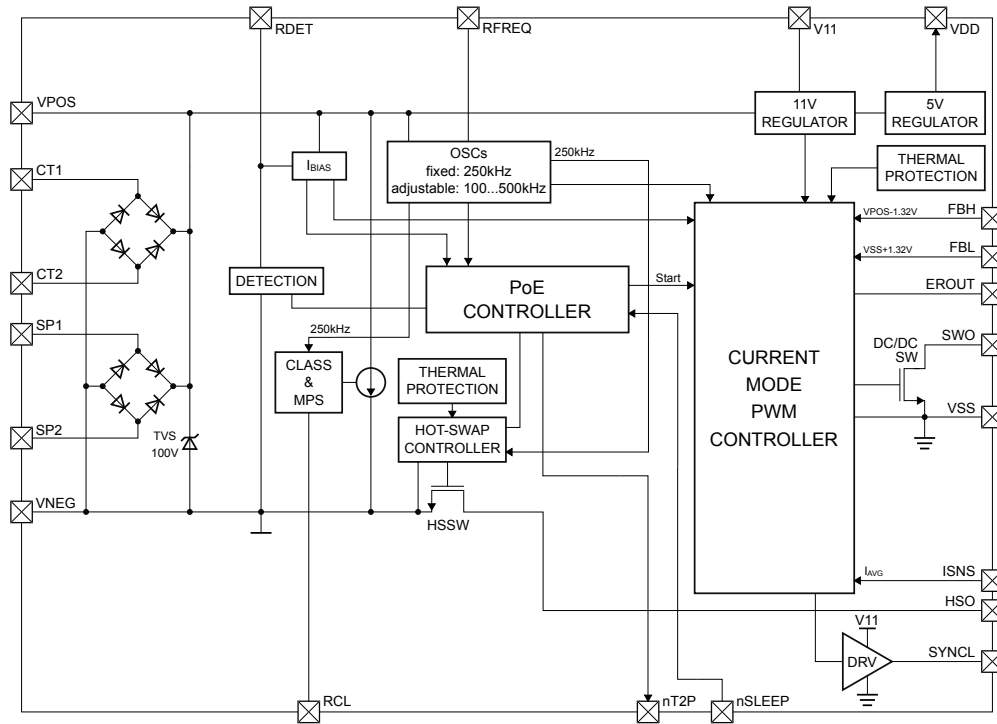 RDET
RFREQ
V11
VDD
VPOS
11V
REGULATOR
5V
REGULATOR
CT1
IBIAS
OSCs
fixed: 250kHz
adjustable: 100...500kHz
250kHz
THERMAL
PROTECTION
VPOS-1.32V
FBH
VSS+1.32V
FBL
CT2
DETECTION
PoE
CONTROLLER
Start
EROUT
SP1
250kHz
DC/DC
SW
SWO
CLASS
&
MPS
THERMAL
PROTECTION
CURRENT
MODE
PWM
CONTROLLER
VSS
SP2
TVS
100V
HOT-SWAP
CONTROLLER
VNEG
HSSW
IAVG
ISNS
HSO
V11
DRV
SYNCL
RCL
nT2P
nSLEEP